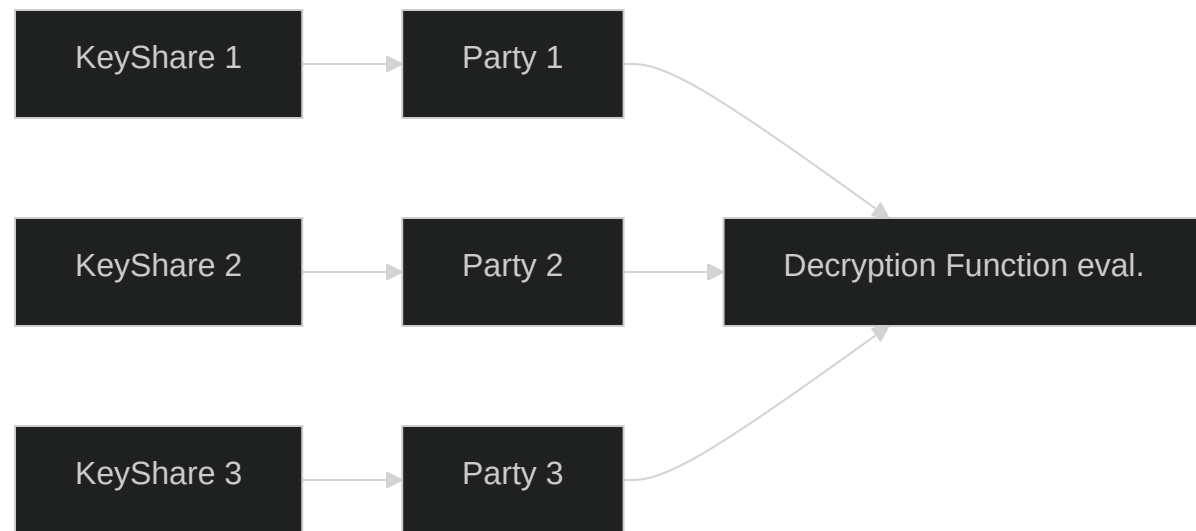 KeyShare 1
Party 1
KeyShare 2
Party 2
Decryption Function eval.
KeyShare 3
Party 3